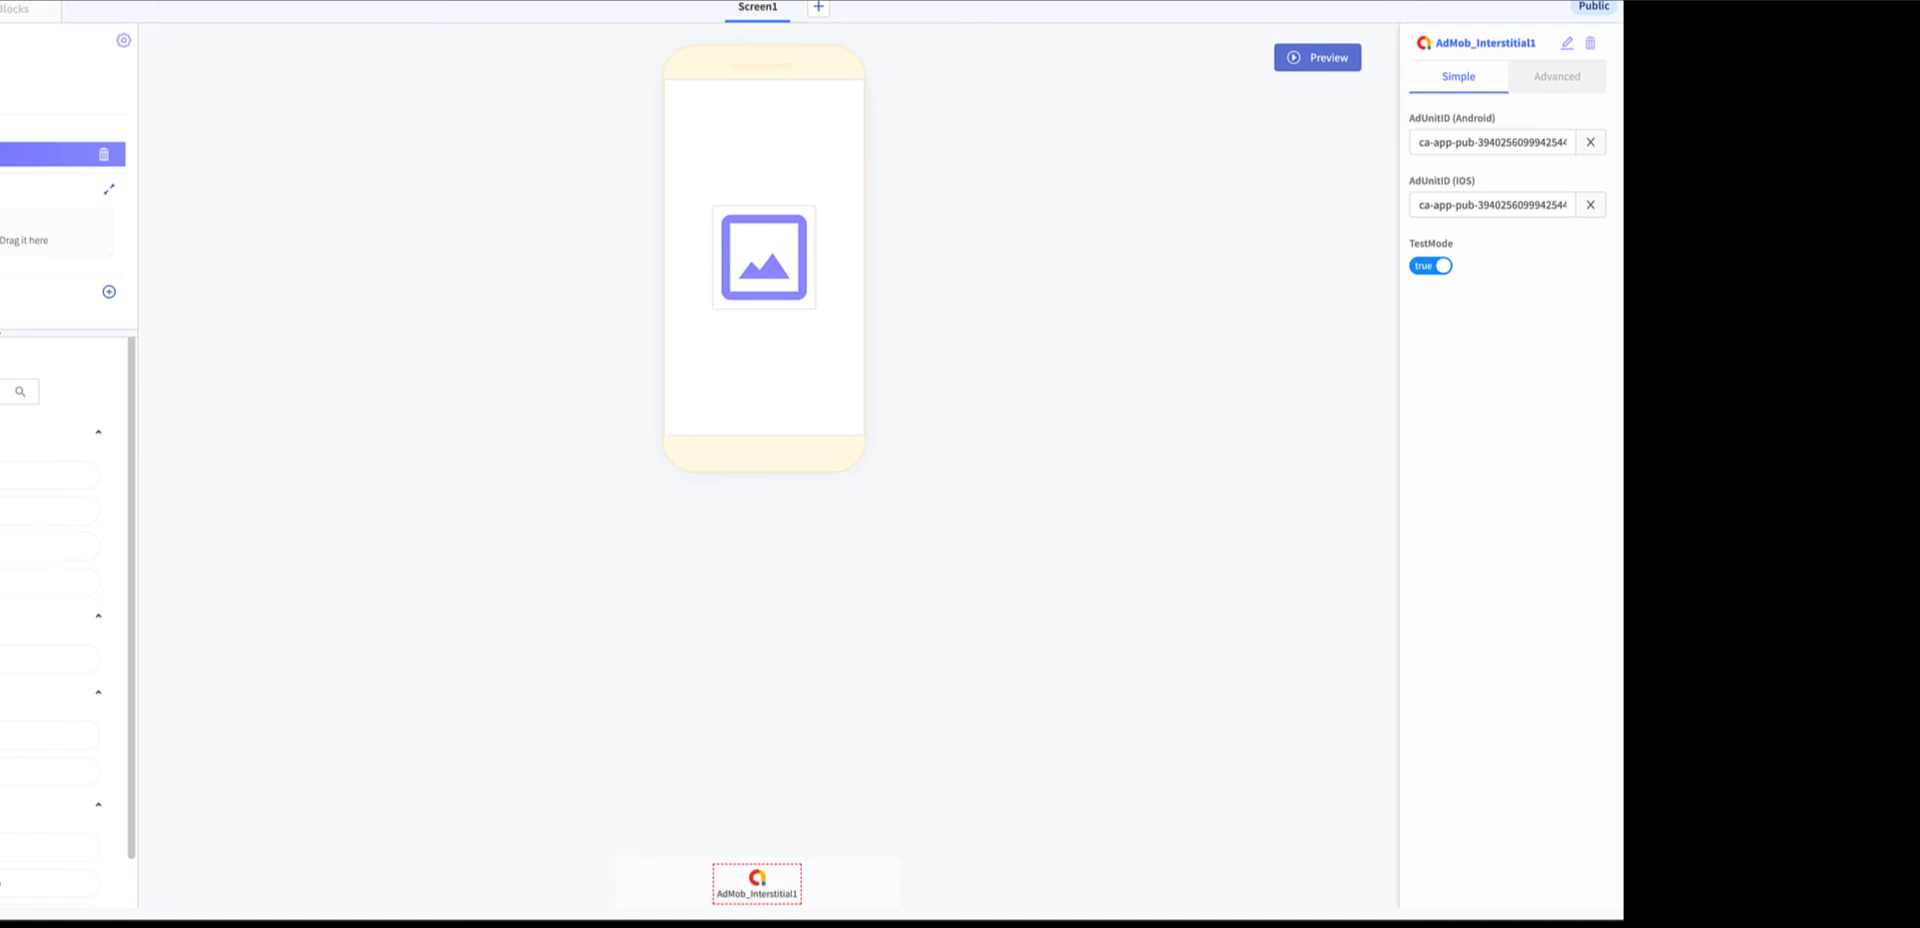 Blocks
Screen1
+
Public
Preview
AdMob_Interstitial1
Simple
Advanced
AdUnitID (Android)
ca-app-pub-394025609994254
X
AdUnitID (IOS)
ca-app-pub-394025609994254
X
TestMode
true
Drag it here
AdMob_Interstitial1